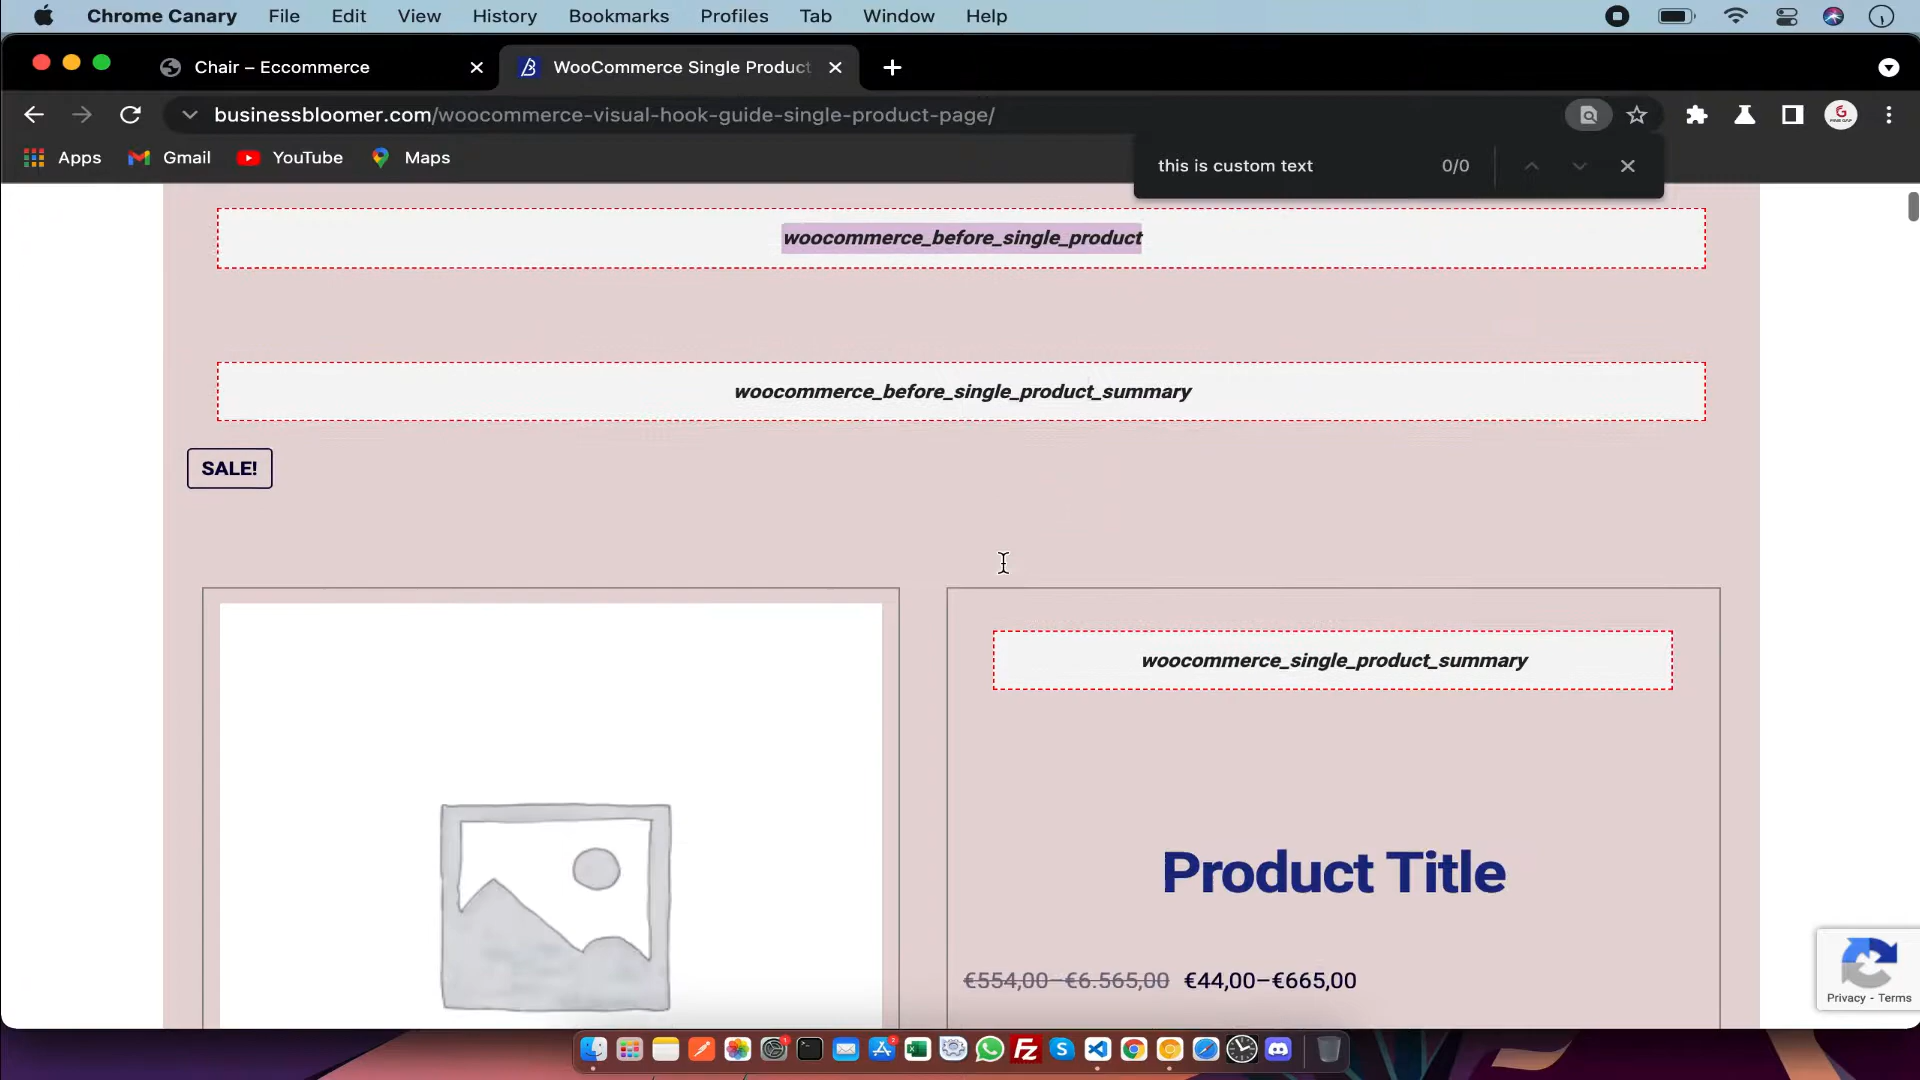 Chrome Canary File Edit View History Bookmarks Profiles Tab Window Help
Chair – Eccommerce WooCommerce Single Product
businessbloomer.com/woocommerce-visual-hook-guide-single-product-page/
Apps Gmail YouTube Maps
this is custom text 0/0
woocommerce_before_single_product
woocommerce_before_single_product_summary
SALE!
woocommerce_single_product_summary
Product Title
€554,00–€6.565,00 €44,00–€665,00
Privacy - Terms